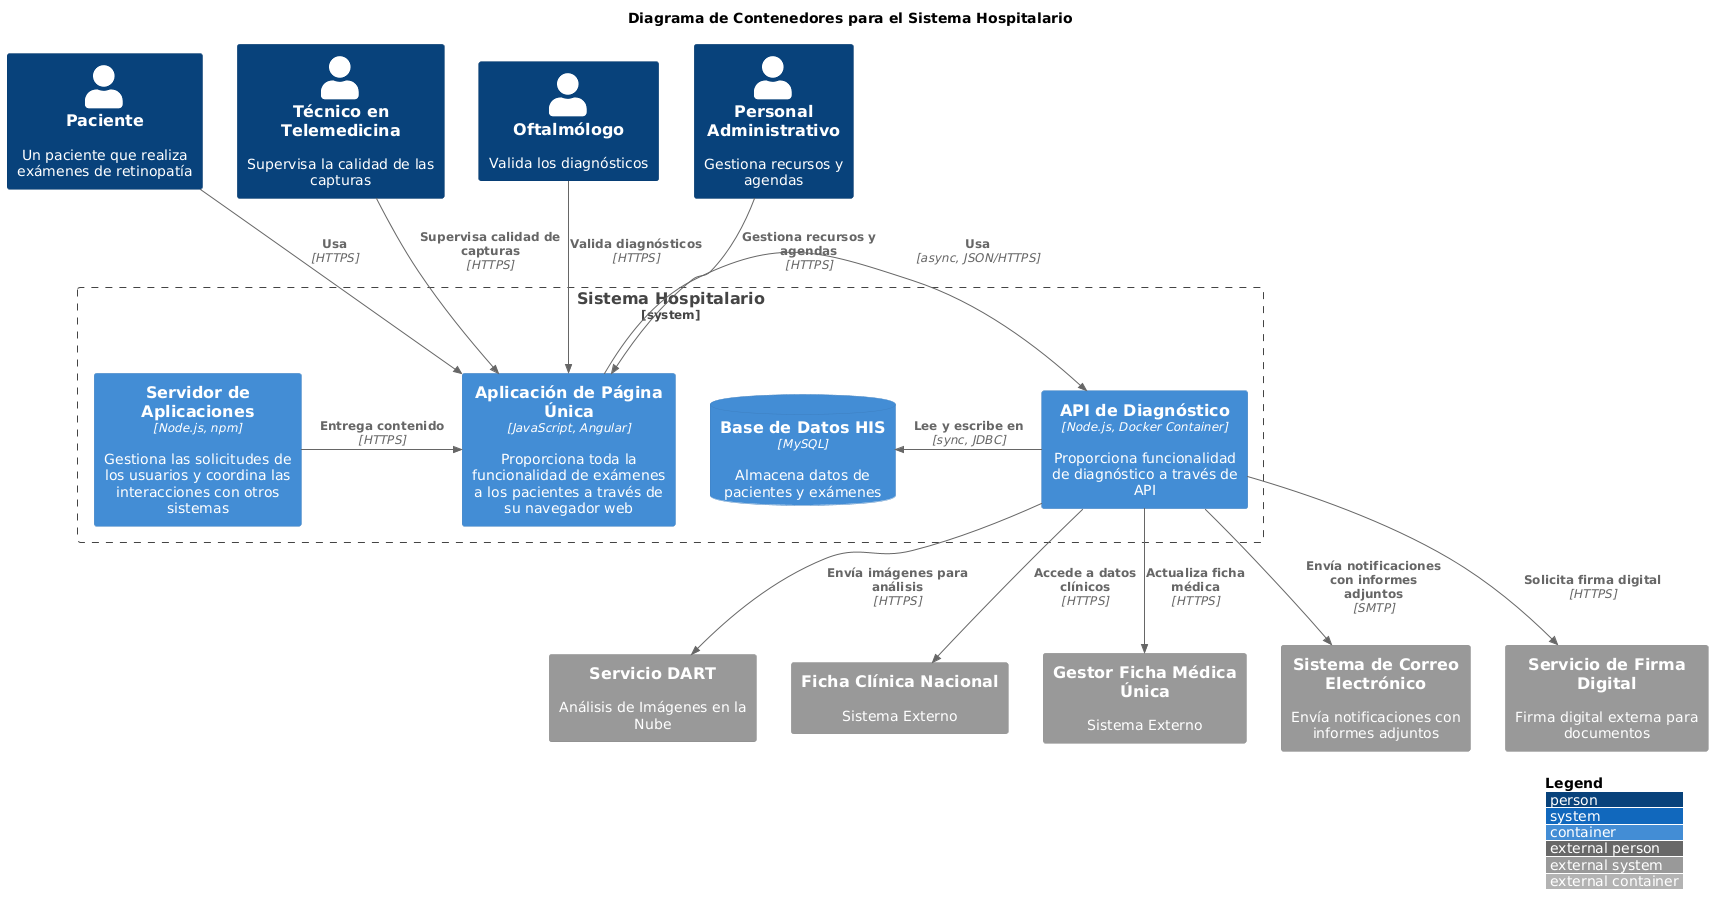 Diagrama de Contenedores para el Sistema Hospitalario
Paciente
Un paciente que realiza
exámenes de retinopatía
Técnico en
Telemedicina
Supervisa la calidad de las
capturas
Oftalmólogo
Valida los diagnósticos
Personal
Administrativo
Gestiona recursos y
agendas
Usa
[HTTPS]
Supervisa calidad de
capturas
[HTTPS]
Valida diagnósticos
[HTTPS]
Gestiona recursos y
agendas
[HTTPS]
Usa
[async, JSON/HTTPS]
Sistema Hospitalario
[system]
Servidor de
Aplicaciones
[Node.js, npm]
Gestiona las solicitudes de
los usuarios y coordina las
interacciones con otros
sistemas
Entrega contenido
[HTTPS]
Aplicación de Página
Única
[JavaScript, Angular]
Proporciona toda la
funcionalidad de exámenes
a los pacientes a través de
su navegador web
Base de Datos HIS
[MySQL]
Almacena datos de
pacientes y exámenes
Lee y escribe en
[sync, JDBC]
API de Diagnóstico
[Node.js, Docker Container]
Proporciona funcionalidad
de diagnóstico a través de
API
Envía imágenes para
análisis
[HTTPS]
Accede a datos
clínicos
[HTTPS]
Actualiza ficha
médica
[HTTPS]
Envía notificaciones
con informes
adjuntos
[SMTP]
Solicita firma digital
[HTTPS]
Servicio DART
Análisis de Imágenes en la
Nube
Ficha Clínica Nacional
Sistema Externo
Gestor Ficha Médica
Única
Sistema Externo
Sistema de Correo
Electrónico
Envía notificaciones con
informes adjuntos
Servicio de Firma
Digital
Firma digital externa para
documentos
Legend
person
system
container
external person
external system
external container